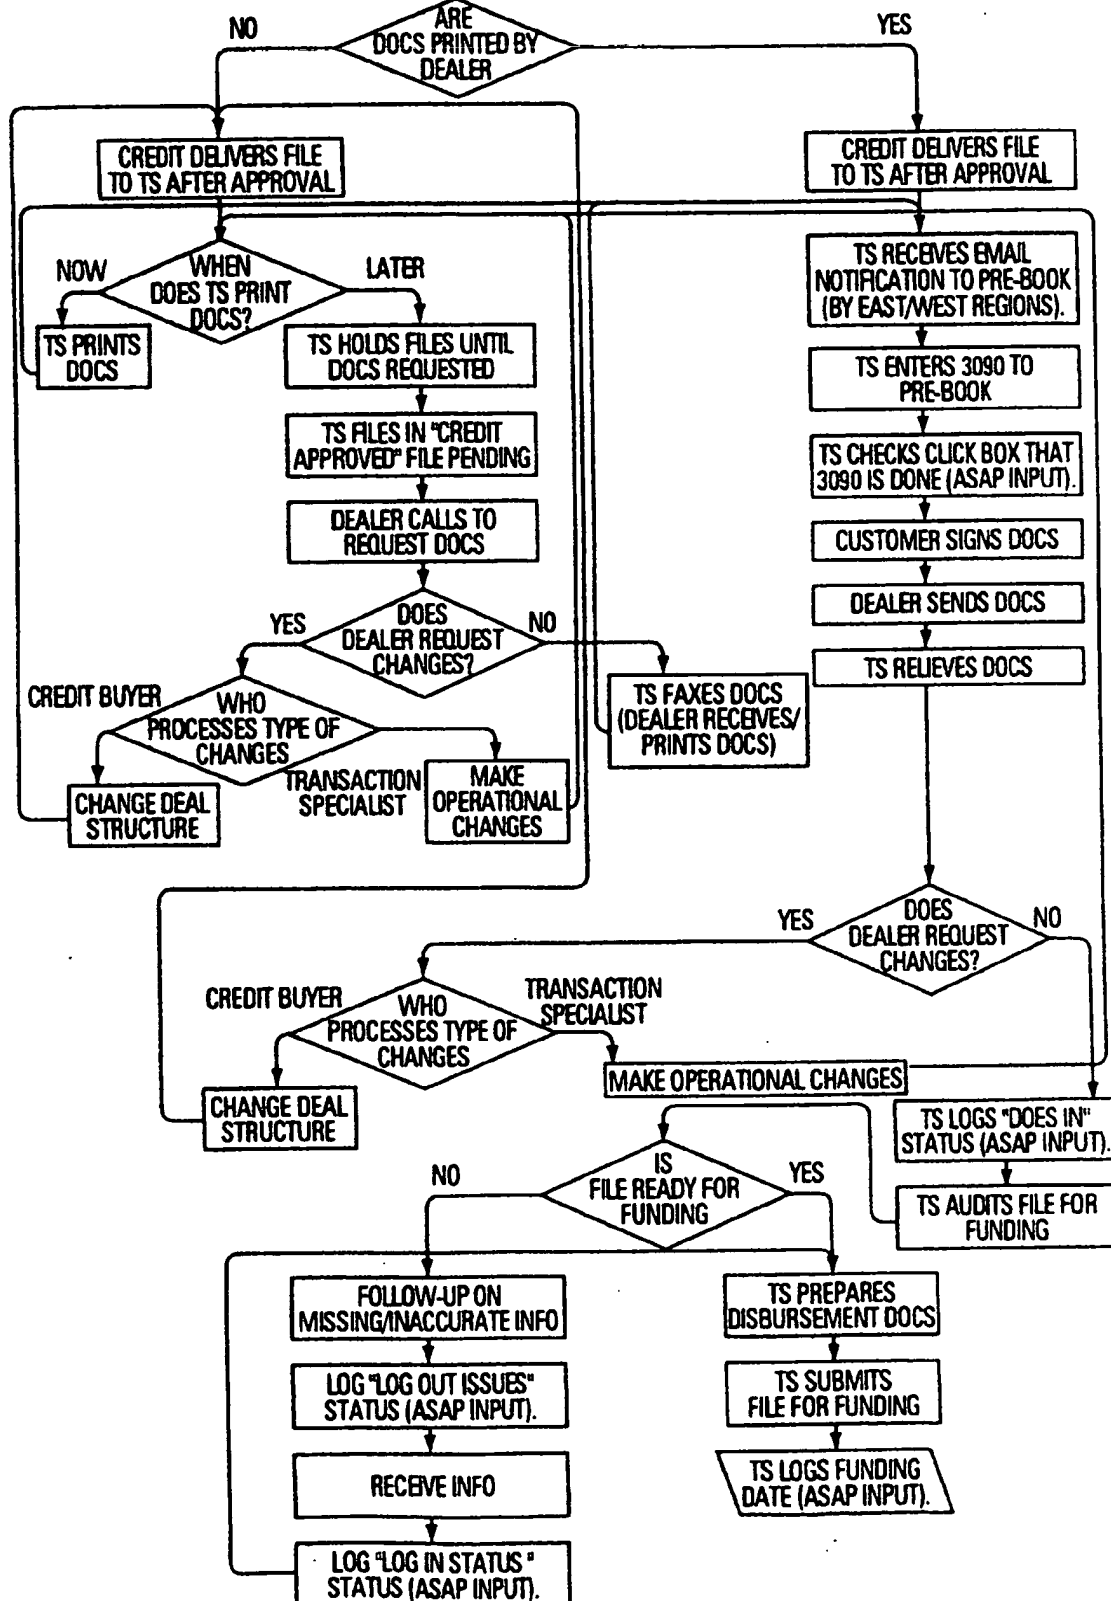 ARE
DOCS PRINTED BY
DEALER
NO
YES
CREDIT DELIVERS FILE
TO TS AFTER APPROVAL
CREDIT DELIVERS FILE
TO TS AFTER APPROVAL
WHEN
DOES TS PRINT
DOCS?
NOW
LATER
TS PRINTS
DOCS
TS HOLDS FILES UNTIL
DOCS REQUESTED
TS FILES IN "CREDIT
APPROVED" FILE PENDING
DEALER CALLS TO
REQUEST DOCS
DOES
DEALER REQUEST
CHANGES?
YES
NO
CREDIT BUYER
WHO
PROCESSES TYPE OF
CHANGES
TRANSACTION
SPECIALIST
CHANGE DEAL
STRUCTURE
MAKE
OPERATIONAL
CHANGES
TS FAXES DOCS
(DEALER RECEIVES/
PRINTS DOCS)
TS RECEIVES EMAIL
NOTIFICATION TO PRE-BOOK
(BY EAST/WEST REGIONS).
TS ENTERS 3090 TO
PRE-BOOK
TS CHECKS CLICK BOX THAT
3090 IS DONE (ASAP INPUT).
CUSTOMER SIGNS DOCS
DEALER SENDS DOCS
TS RELIEVES DOCS
DOES
DEALER REQUEST
CHANGES?
YES
NO
CREDIT BUYER
WHO
PROCESSES TYPE OF
CHANGES
TRANSACTION
SPECIALIST
CHANGE DEAL
STRUCTURE
MAKE OPERATIONAL CHANGES
TS LOGS "DOES IN"
STATUS (ASAP INPUT).
TS AUDITS FILE FOR
FUNDING
IS
FILE READY FOR
FUNDING
NO
YES
FOLLOW-UP ON
MISSING/INACCURATE INFO
LOG "LOG OUT ISSUES"
STATUS (ASAP INPUT).
RECEIVE INFO
LOG "LOG IN STATUS "
STATUS (ASAP INPUT).
TS PREPARES
DISBURSEMENT DOCS
TS SUBMITS
FILE FOR FUNDING
TS LOGS FUNDING
DATE (ASAP INPUT).